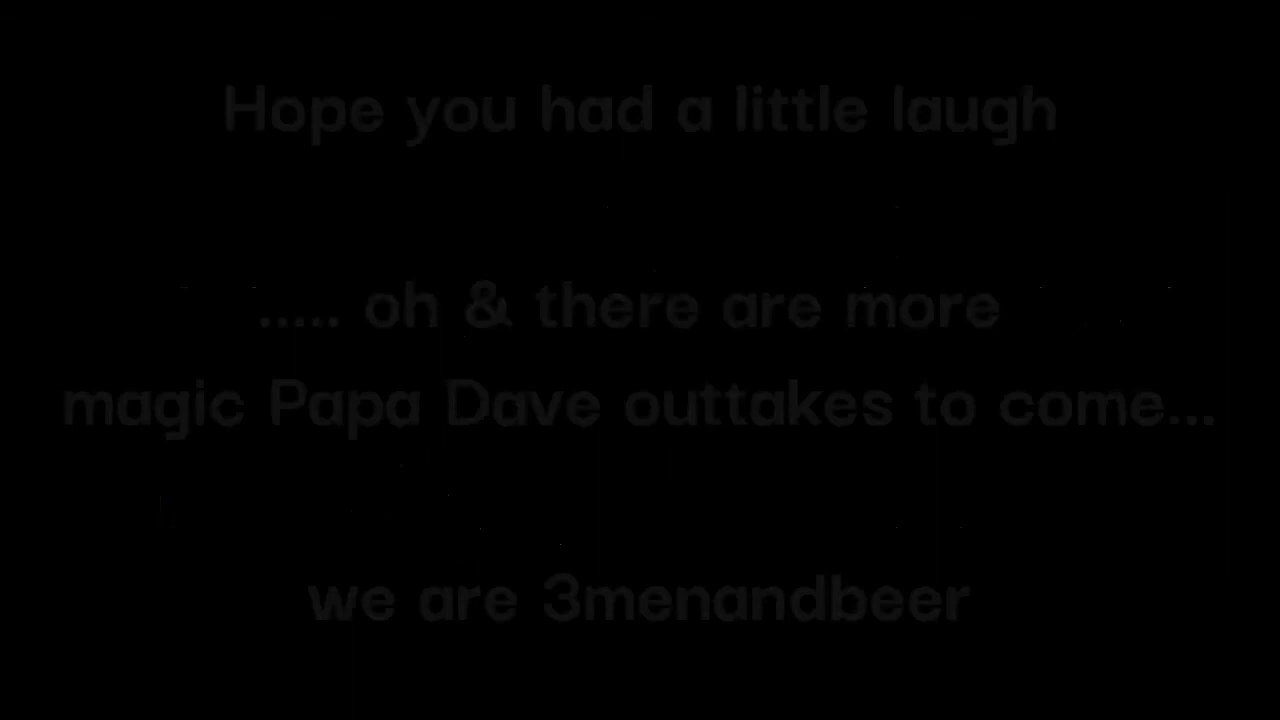 Hope you had a little laugh
..... oh & there are more
magic Papa Dave outtakes to come...
we are 3menandbeer